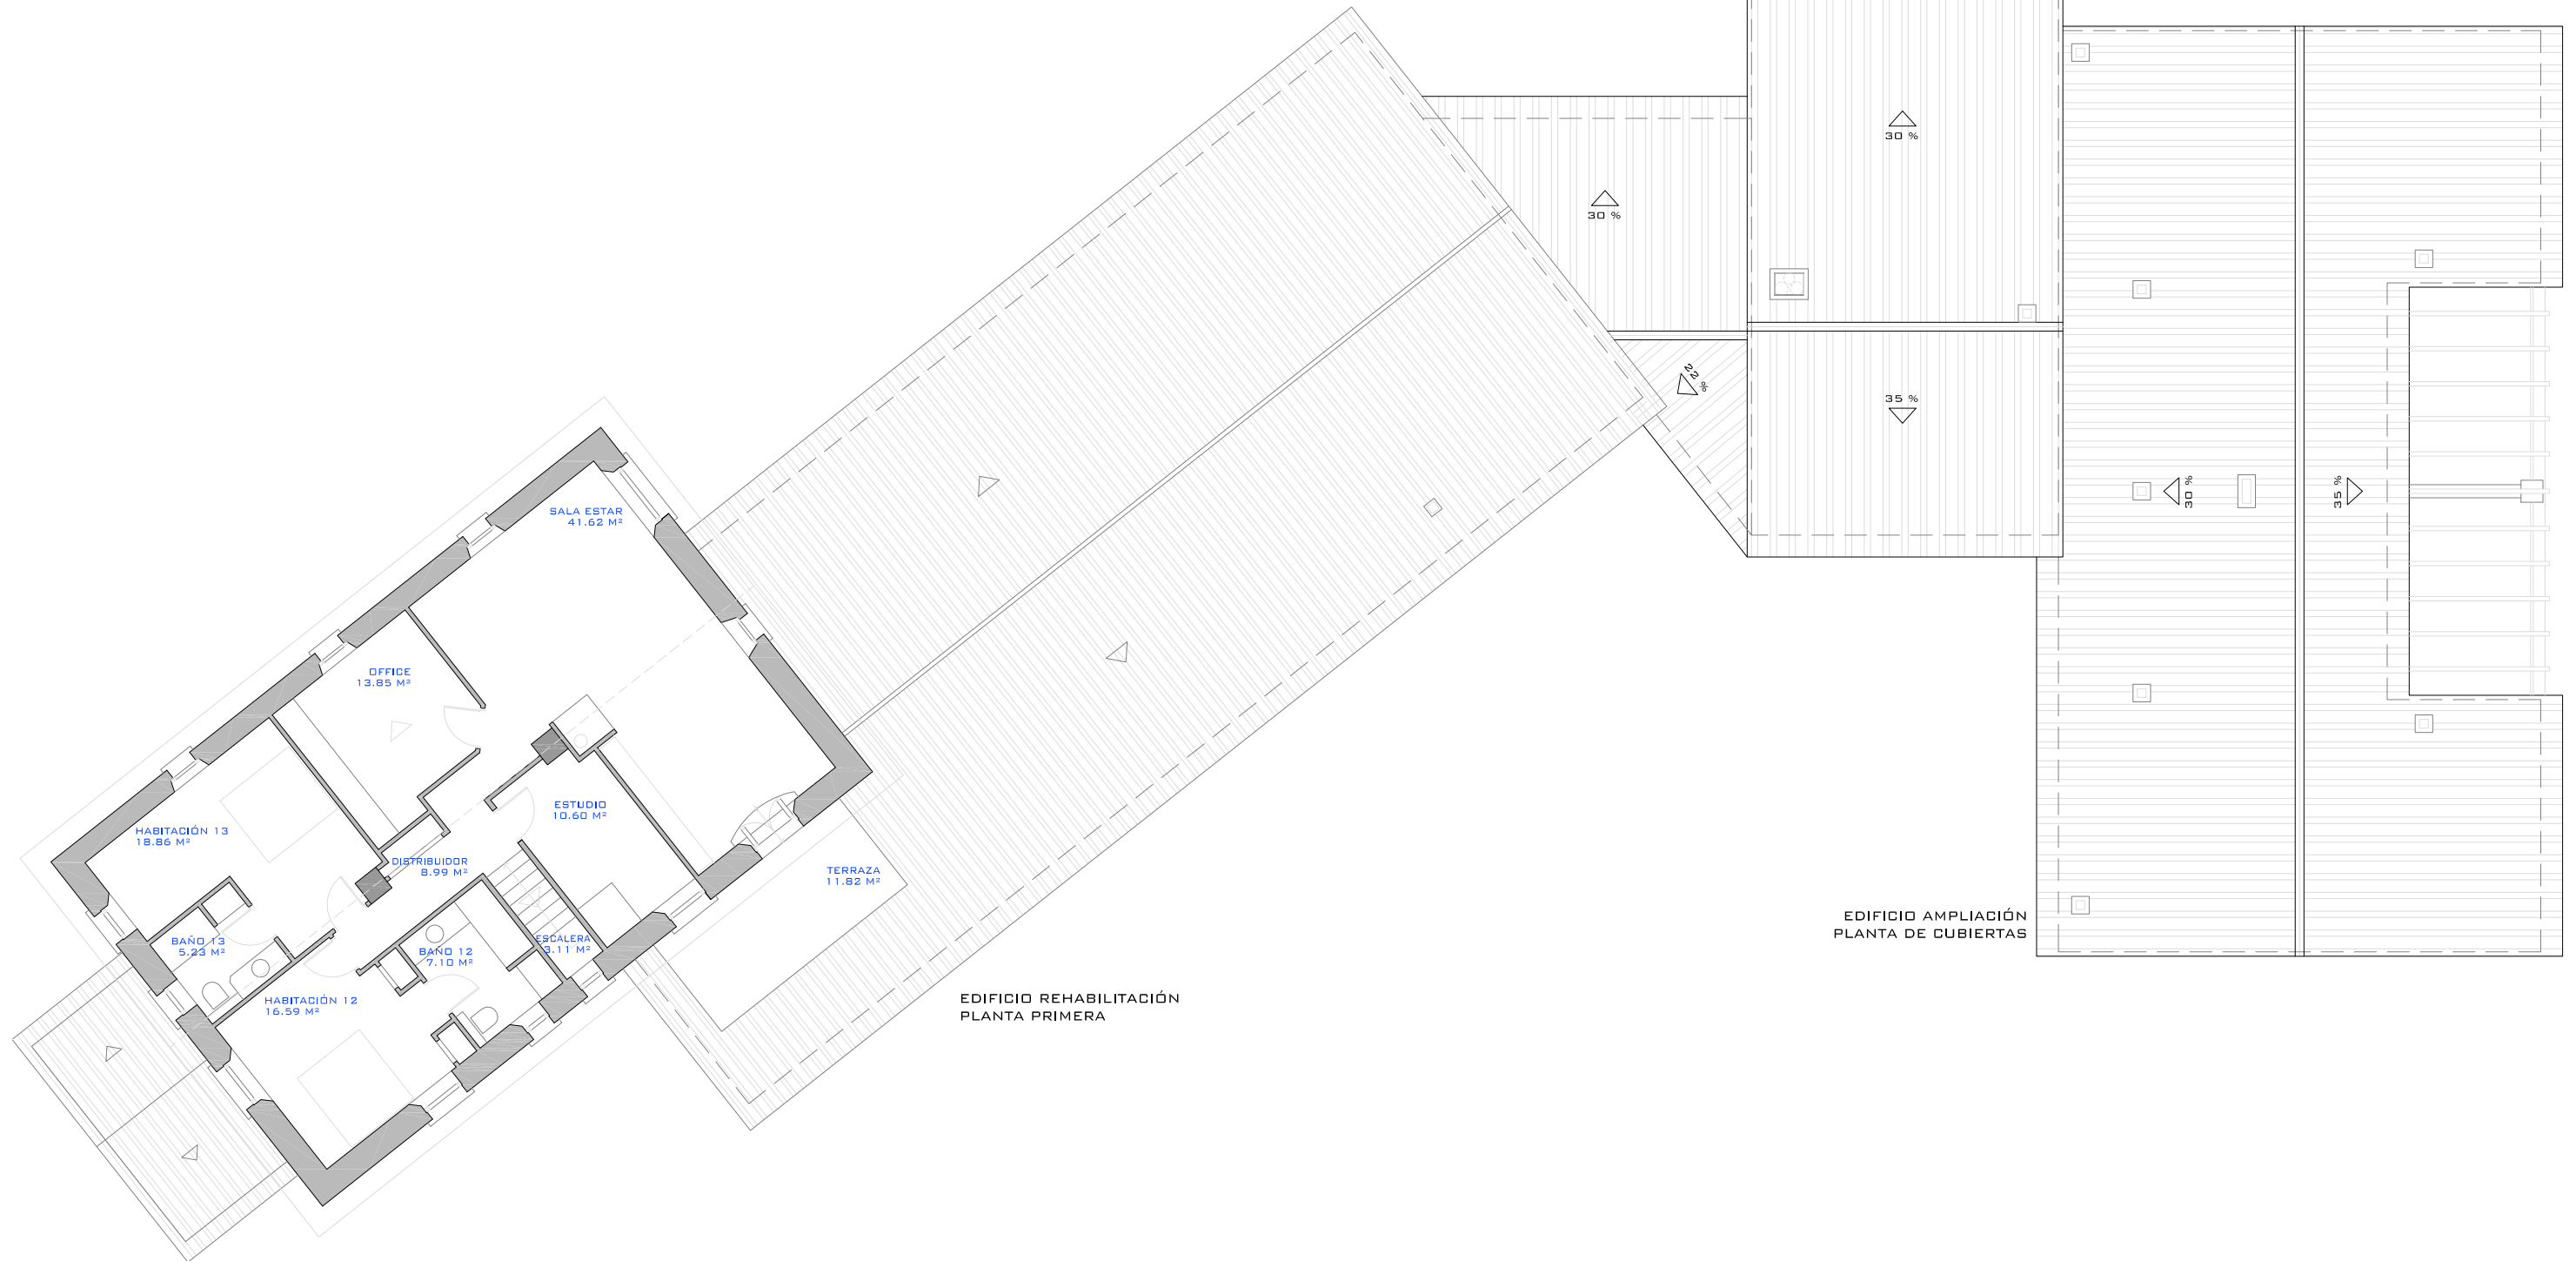 30 %
30 %
22 %
35 %
30 %
35 %
SALA ESTAR
41.62 M²
OFFICE
13.85 M²
ESTUDIO
10.60 M²
HABITACIÓN 13
18.86 M²
DISTRIBUIDOR
8.99 M²
TERRAZA
11.82 M²
BAÑO 13
5.23 M²
BAÑO 12
7.10 M²
ESCALERA
3.11 M²
HABITACIÓN 12
16.59 M²
EDIFICIO REHABILITACIÓN
PLANTA PRIMERA
EDIFICIO AMPLIACIÓN
PLANTA DE CUBIERTAS